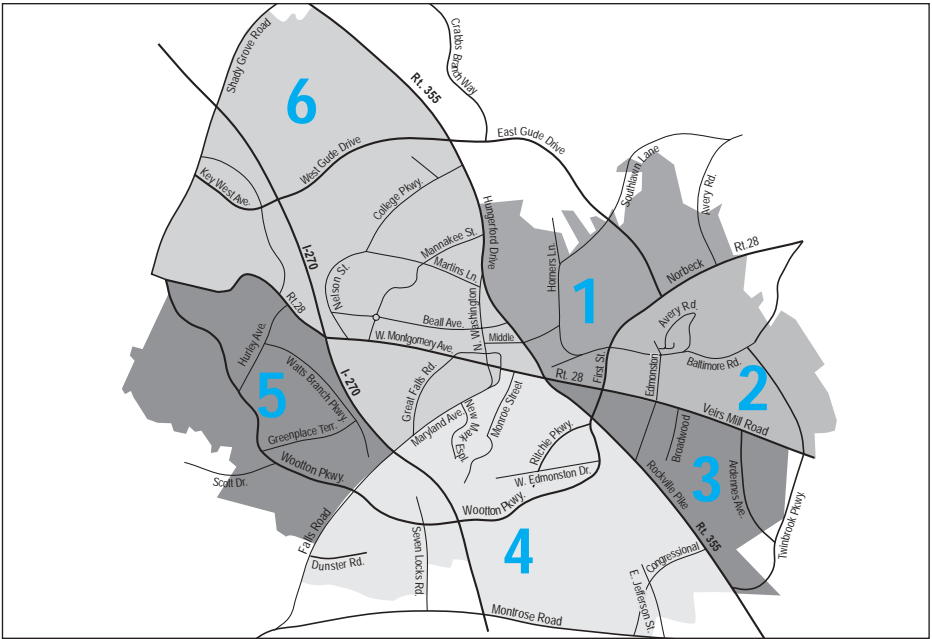 Shady Grove Road
Crabbs Branch Way
Rt. 355
6
East Gude Drive
West Gude Drive
Southlawn Lane
Key West Ave.
College Pkwy.
Avery Rd.
Hungerford Drive
Mannakee St.
I-270
Rt.28
Martins Ln.
Horners Ln.
Norbeck
Nelson St.
1
Rt.28
N. Washington
Avery Rd.
Beall Ave.
W. Montgomery Ave.
Middle
Hurley Ave.
First St.
Baltimore Rd.
Edmonston
Watts Branch Pkwy.
I- 270
Great Falls Rd.
Rt. 28
2
5
Monroe Street
Veirs Mill Road
New Mark Espl.
Maryland Ave.
Greenplace Terr.
Ritchie Pkwy.
Broadwood
Wootton Pkwy.
3
Scott Dr.
W. Edmonston Dr.
Rockville Pike
Ardennes Ave.
Wootton Pkwy.
Falls Road
Twinbrook Pkwy.
Rt. 355
4
Seven Locks Rd.
Dunster Rd.
Congressional
E. Jefferson St.
Montrose Road